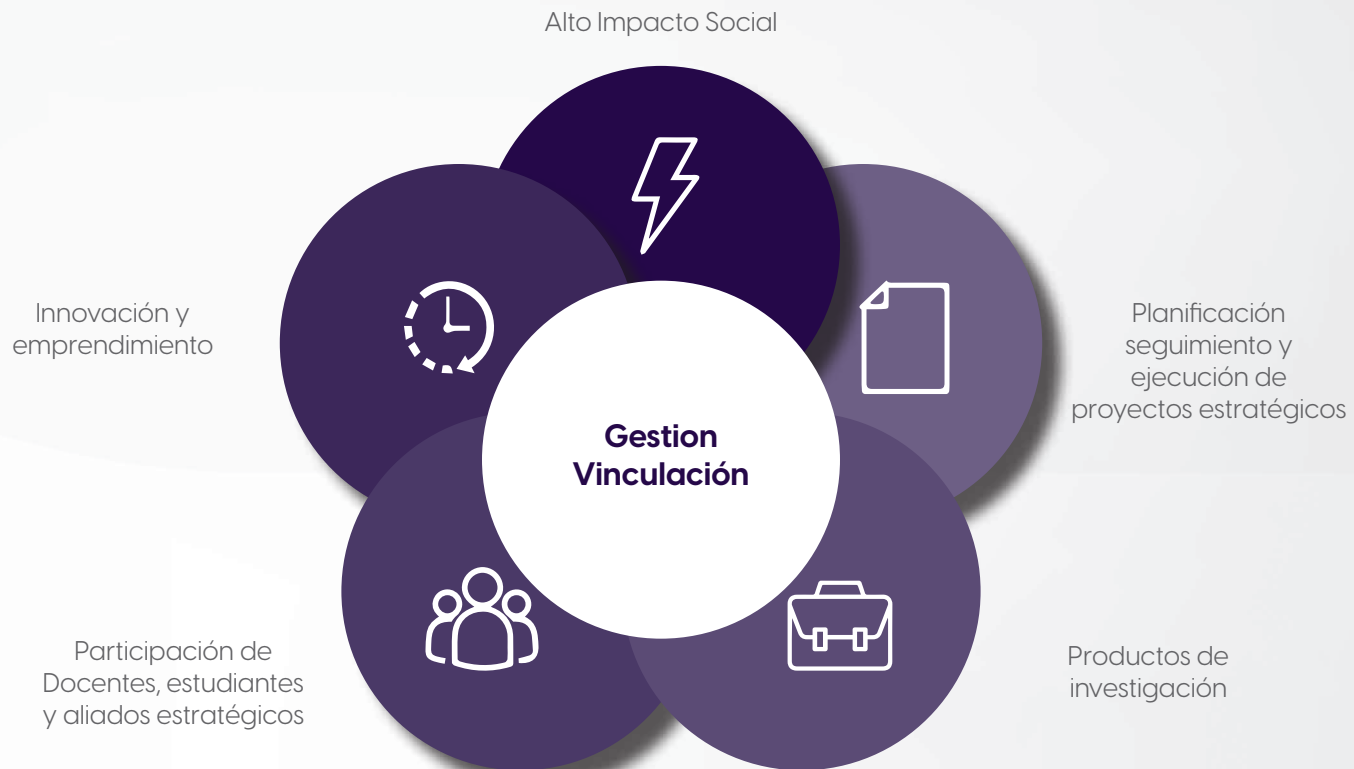 Alto Impacto Social
Innovación y
emprendimiento
Planificación
seguimiento y
ejecución de
proyectos estratégicos
Gestion
Vinculación
Participación de
Docentes, estudiantes
y aliados estratégicos
Productos de
investigación